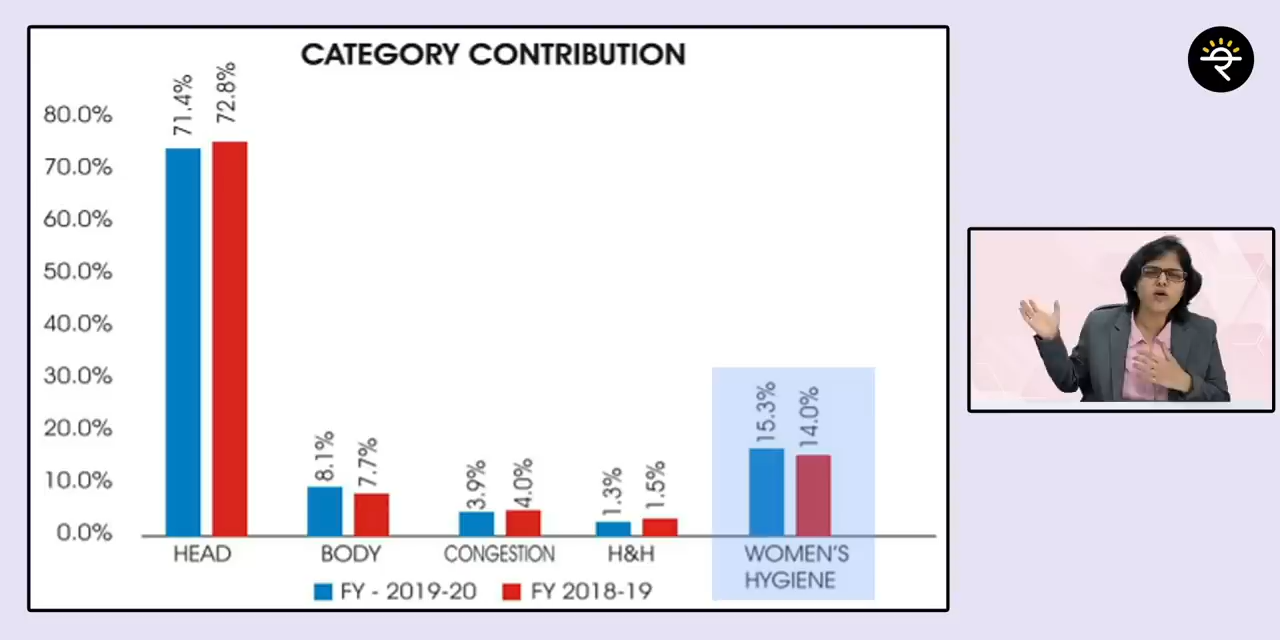 CATEGORY CONTRIBUTION
80.0%
70.0%
60.0%
50.0%
40.0%
30.0%
20.0%
10.0%
0.0%
71.4%
72.8%
8.1%
7.7%
3.9%
4.0%
1.3%
1.5%
15.3%
14.0%
HEAD
BODY
CONGESTION
H&H
WOMEN'S
HYGIENE
FY - 2019-20
FY 2018-19